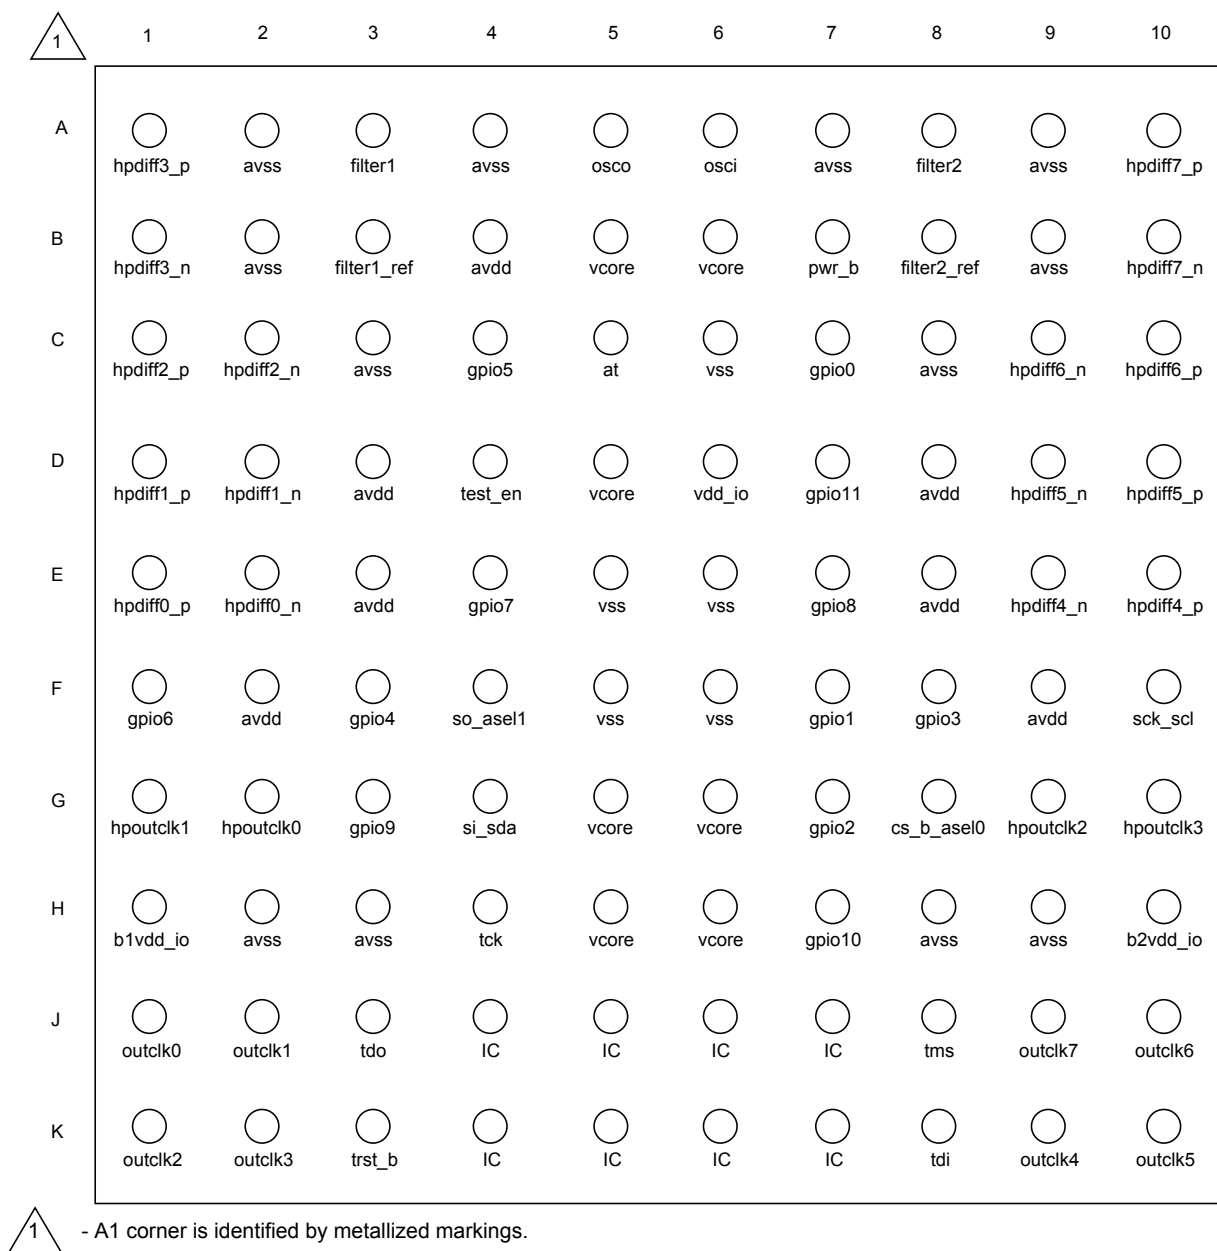 1 1 2 3 4 5 6 7 8 9 10
A
hpdiff3_p avss filter1 avss osco osci avss filter2 avss hpdiff7_p
B
hpdiff3_n avss filter1_ref avdd vcore vcore pwr_b filter2_ref avss hpdiff7_n
C
hpdiff2_p hpdiff2_n avss gpio5 at vss gpio0 avss hpdiff6_n hpdiff6_p
D
hpdiff1_p hpdiff1_n avdd test_en vcore vdd_io gpio11 avdd hpdiff5_n hpdiff5_p
E
hpdiff0_p hpdiff0_n avdd gpio7 vss vss gpio8 avdd hpdiff4_n hpdiff4_p
F
gpio6 avdd gpio4 so_asel1 vss vss gpio1 gpio3 avdd sck_scl
G
hpoutclk1 hpoutclk0 gpio9 si_sda vcore vcore gpio2 cs_b_asel0 hpoutclk2 hpoutclk3
H
b1vdd_io avss avss tck vcore vcore gpio10 avss avss b2vdd_io
J
outclk0 outclk1 tdo IC IC IC IC tms outclk7 outclk6
K
outclk2 outclk3 trst_b IC IC IC IC tdi outclk4 outclk5
1 - A1 corner is identified by metallized markings.